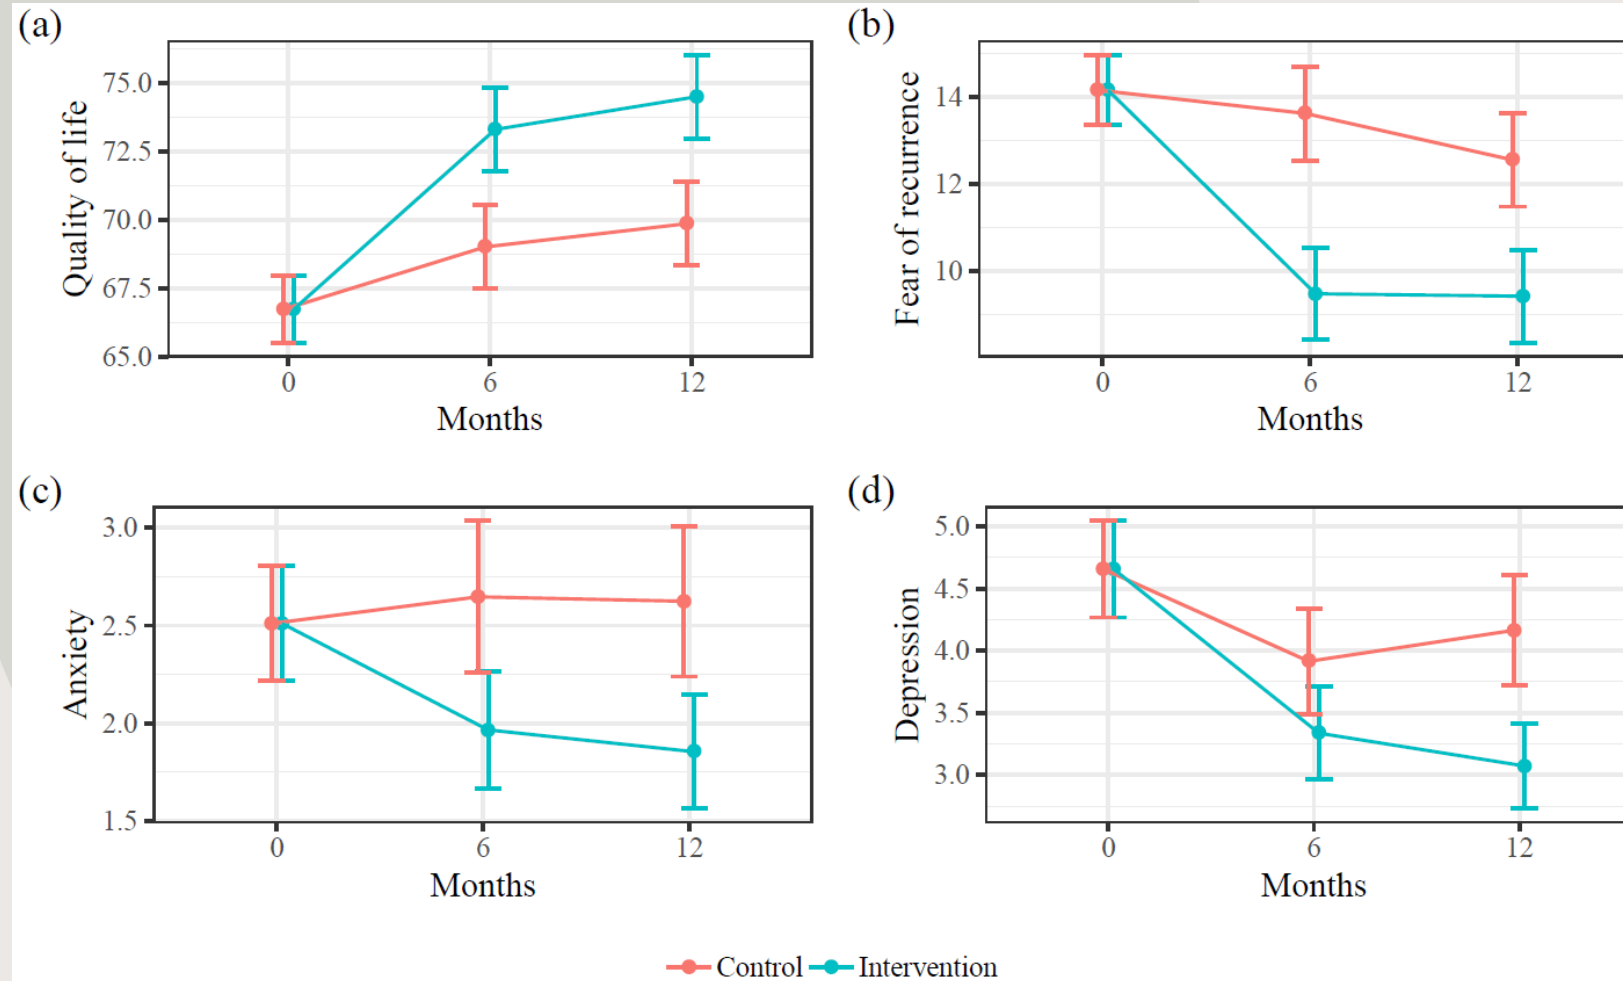 (a)
Quality of life
75.0
72.5
70.0
67.5
65.0
0 6 12
Months
(b)
Fear of recurrence
14
12
10
0 6 12
Months
(c)
Anxiety
3.0
2.5
2.0
1.5
0 6 12
Months
(d)
Depression
5.0
4.5
4.0
3.5
3.0
0 6 12
Months
Control Intervention